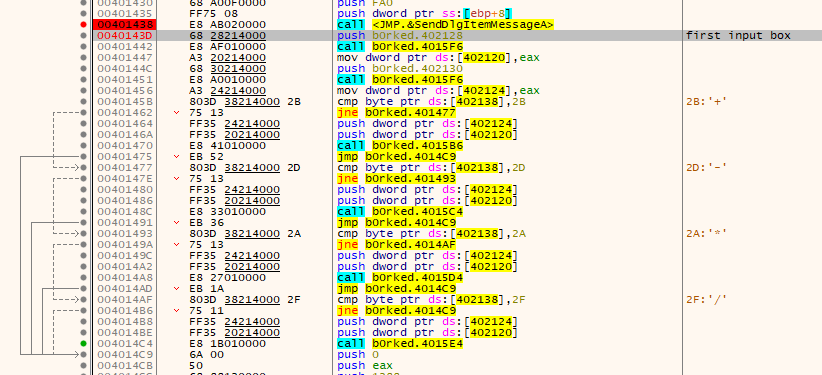 00401430 68 A00F0000 push FA0
00401435 FF75 08 push dword ptr ss:[ebp+8]
00401438 E8 AB020000 call <JMP.&SendDlgItemMessageA>
0040143D 68 28214000 push b0rked.402128 first input box
00401442 E8 AF010000 call b0rked.4015F6
00401447 A3 20214000 mov dword ptr ds:[402120],eax
0040144C 68 30214000 push b0rked.402130
00401451 E8 A0010000 call b0rked.4015F6
00401456 A3 24214000 mov dword ptr ds:[402124],eax
0040145B 803D 38214000 2B cmp byte ptr ds:[402138],2B 2B:'+'
00401462 75 13 jne b0rked.401477
00401464 FF35 24214000 push dword ptr ds:[402124]
0040146A FF35 20214000 push dword ptr ds:[402120]
00401470 E8 41010000 call b0rked.4015B6
00401475 EB 52 jmp b0rked.4014C9
00401477 803D 38214000 2D cmp byte ptr ds:[402138],2D 2D:'-'
0040147E 75 13 jne b0rked.401493
00401480 FF35 24214000 push dword ptr ds:[402124]
00401486 FF35 20214000 push dword ptr ds:[402120]
0040148C E8 33010000 call b0rked.4015C4
00401491 EB 36 jmp b0rked.4014C9
00401493 803D 38214000 2A cmp byte ptr ds:[402138],2A 2A:'*'
0040149A 75 13 jne b0rked.4014AF
0040149C FF35 24214000 push dword ptr ds:[402124]
004014A2 FF35 20214000 push dword ptr ds:[402120]
004014A8 E8 27010000 call b0rked.4015D4
004014AD EB 1A jmp b0rked.4014C9
004014AF 803D 38214000 2F cmp byte ptr ds:[402138],2F 2F:'/'
004014B6 75 11 jne b0rked.4014C9
004014B8 FF35 24214000 push dword ptr ds:[402124]
004014BE FF35 20214000 push dword ptr ds:[402120]
004014C4 E8 1B010000 call b0rked.4015E4
004014C9 6A 00 push 0
004014CB 50 push eax